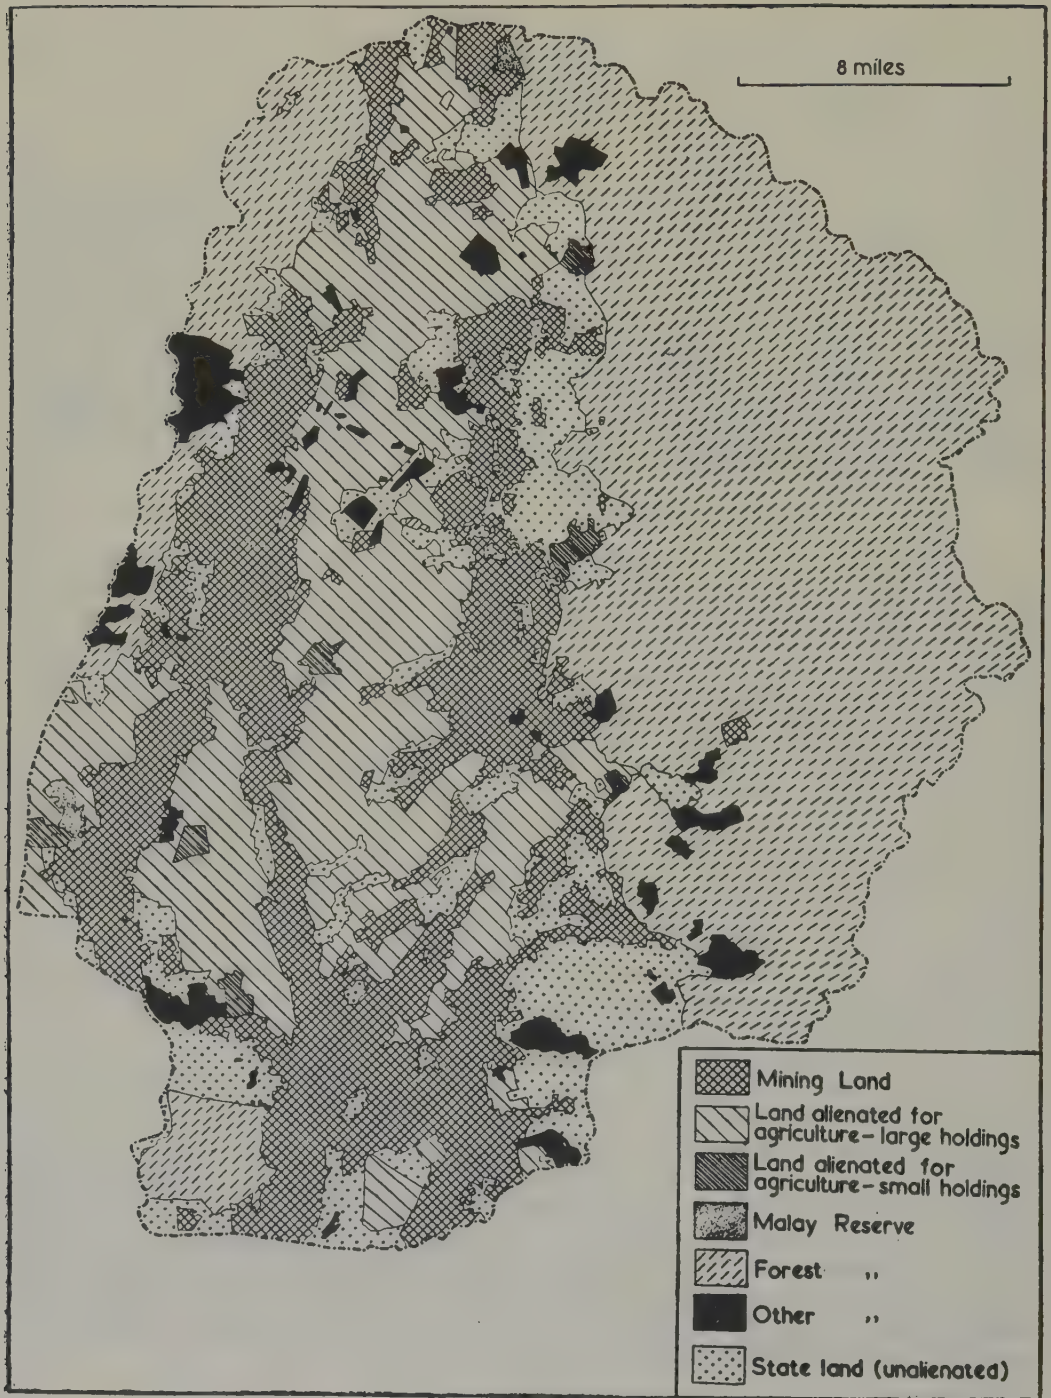 8 miles
Mining Land
Land alienated for
agriculture – large holdings
Land alienated for
agriculture – small holdings
Malay Reserve
Forest ,,
Other ,,
State land (unalienated)